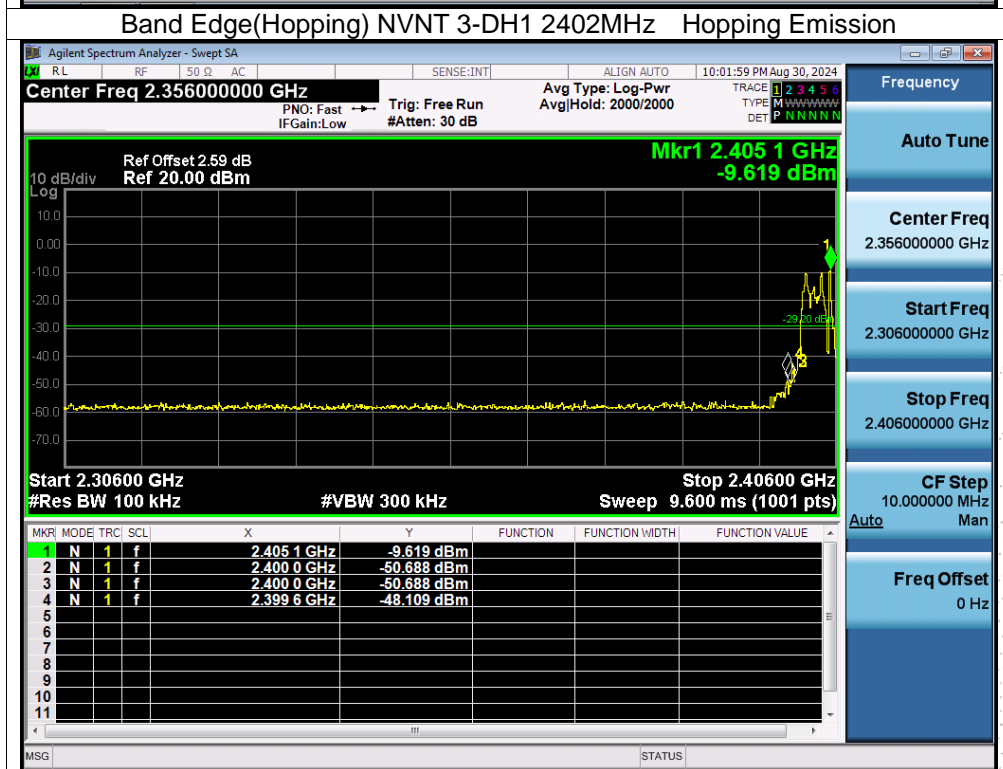 Band Edge(Hopping) NVNT 3-DH1 2402MHz Hopping Emission
Agilent Spectrum Analyzer - Swept SA
LXI RL RF 50 Ω AC SENSE:INT ALIGN AUTO 10:01:59 PM Aug 30, 2024
Center Freq 2.356000000 GHz
PNO: Fast
IFGain:Low
Trig: Free Run
#Atten: 30 dB
Avg Type: Log-Pwr
Avg|Hold: 2000/2000
TRACE 1 2 3 4 5 6
TYPE M WWWWW
DET P N N N N N
Ref Offset 2.59 dB
Ref 20.00 dBm
10 dB/div
Log
Mkr1 2.405 1 GHz
-9.619 dBm
10.0
0.00
-10.0
-20.0
-30.0
-40.0
-50.0
-60.0
-70.0
1
-29.20 dBm
4
3
Start 2.30600 GHz Stop 2.40600 GHz
#Res BW 100 kHz #VBW 300 kHz Sweep 9.600 ms (1001 pts)
MKR MODE TRC SCL X Y FUNCTION FUNCTION WIDTH FUNCTION VALUE
1 N 1 f 2.405 1 GHz -9.619 dBm
2 N 1 f 2.400 0 GHz -50.688 dBm
3 N 1 f 2.400 0 GHz -50.688 dBm
4 N 1 f 2.399 6 GHz -48.109 dBm
5
6
7
8
9
10
11
MSG STATUS
Frequency
Auto Tune
Center Freq
2.356000000 GHz
Start Freq
2.306000000 GHz
Stop Freq
2.406000000 GHz
CF Step
10.000000 MHz
Auto Man
Freq Offset
0 Hz